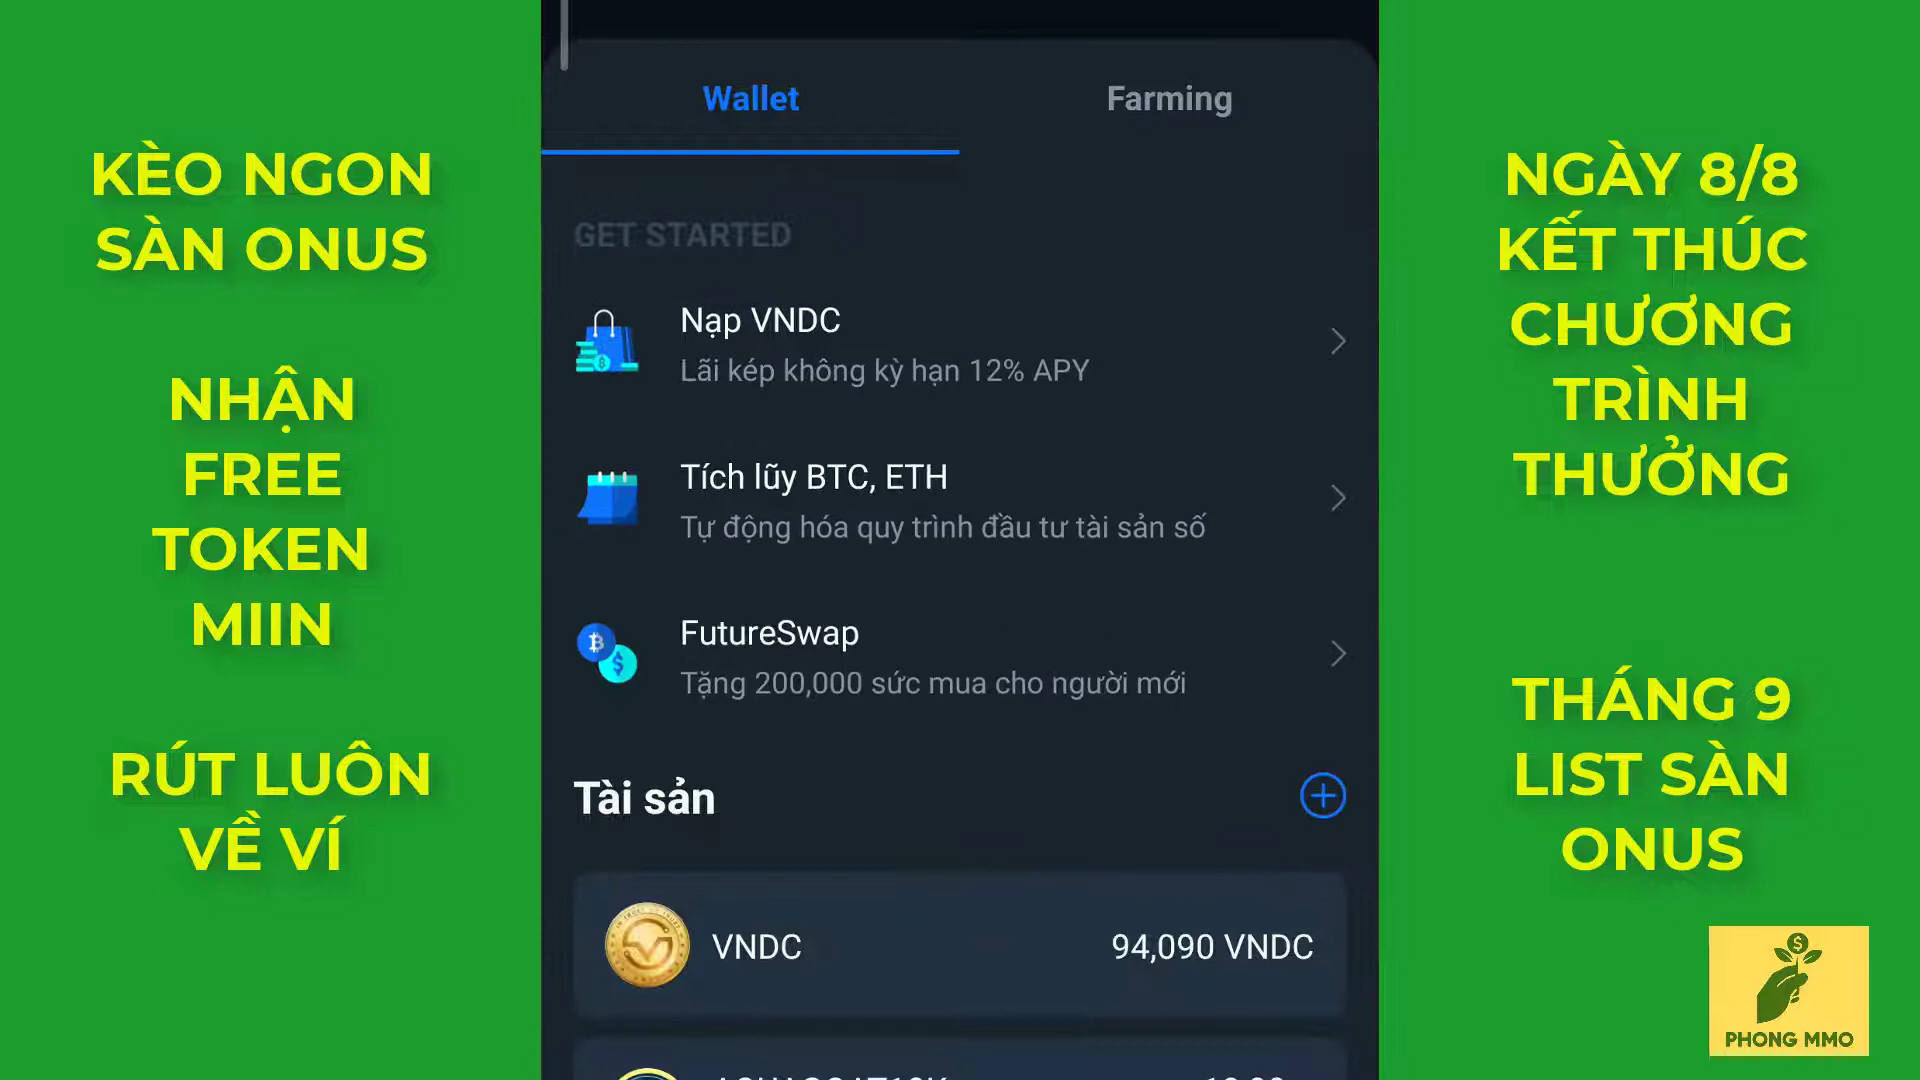 KÈO NGON
SÀN ONUS
NHẬN
FREE
TOKEN
MIIN
RÚT LUÔN
VỀ VÍ
Wallet
Farming
GET STARTED
Nạp VNDC
Lãi kép không kỳ hạn 12% APY
Tích lũy BTC, ETH
Tự động hóa quy trình đầu tư tài sản số
FutureSwap
Tặng 200,000 sức mua cho người mới
Tài sản
VNDC
94,090 VNDC
NGÀY 8/8
KẾT THÚC
CHƯƠNG
TRÌNH
THƯỞNG
THÁNG 9
LIST SÀN
ONUS
PHONG MMO